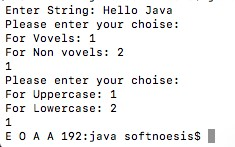 Enter String: Hello Java
Please enter your choise:
For Vovels: 1
For Non vovels: 2
1
Please enter your choise:
For Uppercase: 1
For Lowercase: 2
1
E O A A 192:java softnoesis$